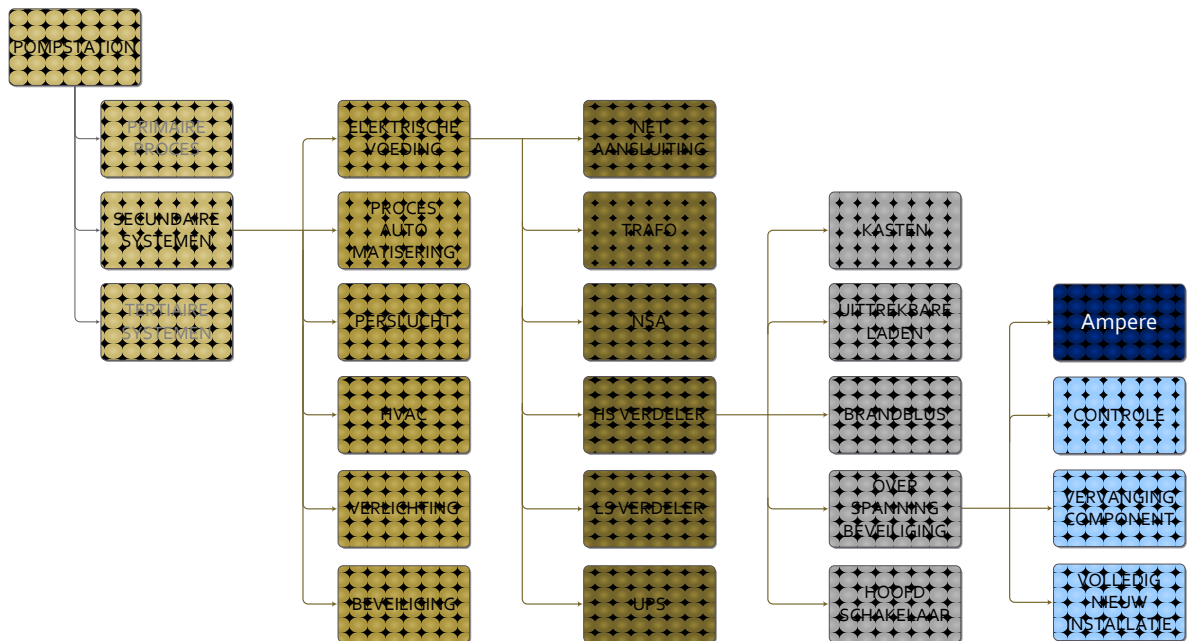 POMPSTATION
PRIMAIRE
PROCES
SECUNDAIRE
SYSTEMEN
TERTIAIRE
SYSTEMEN
ELEKTRISCHE
VOEDING
PROCES
AUTO
MATISERING
PERSLUCHT
HVAC
VERLICHTING
BEVEILIGING
NET
AANSLUITING
TRAFO
NSA
HS VERDELER
LS VERDELER
UPS
KASTEN
UITTREKBARE
LADEN
BRANDBLUS
OVER
SPANNING
BEVEILIGING
HOOFD
SCHAKELAAR
Ampere
CONTROLE
VERVANGING
COMPONENT
VOLLEDIG
NIEUW
INSTALLATIE